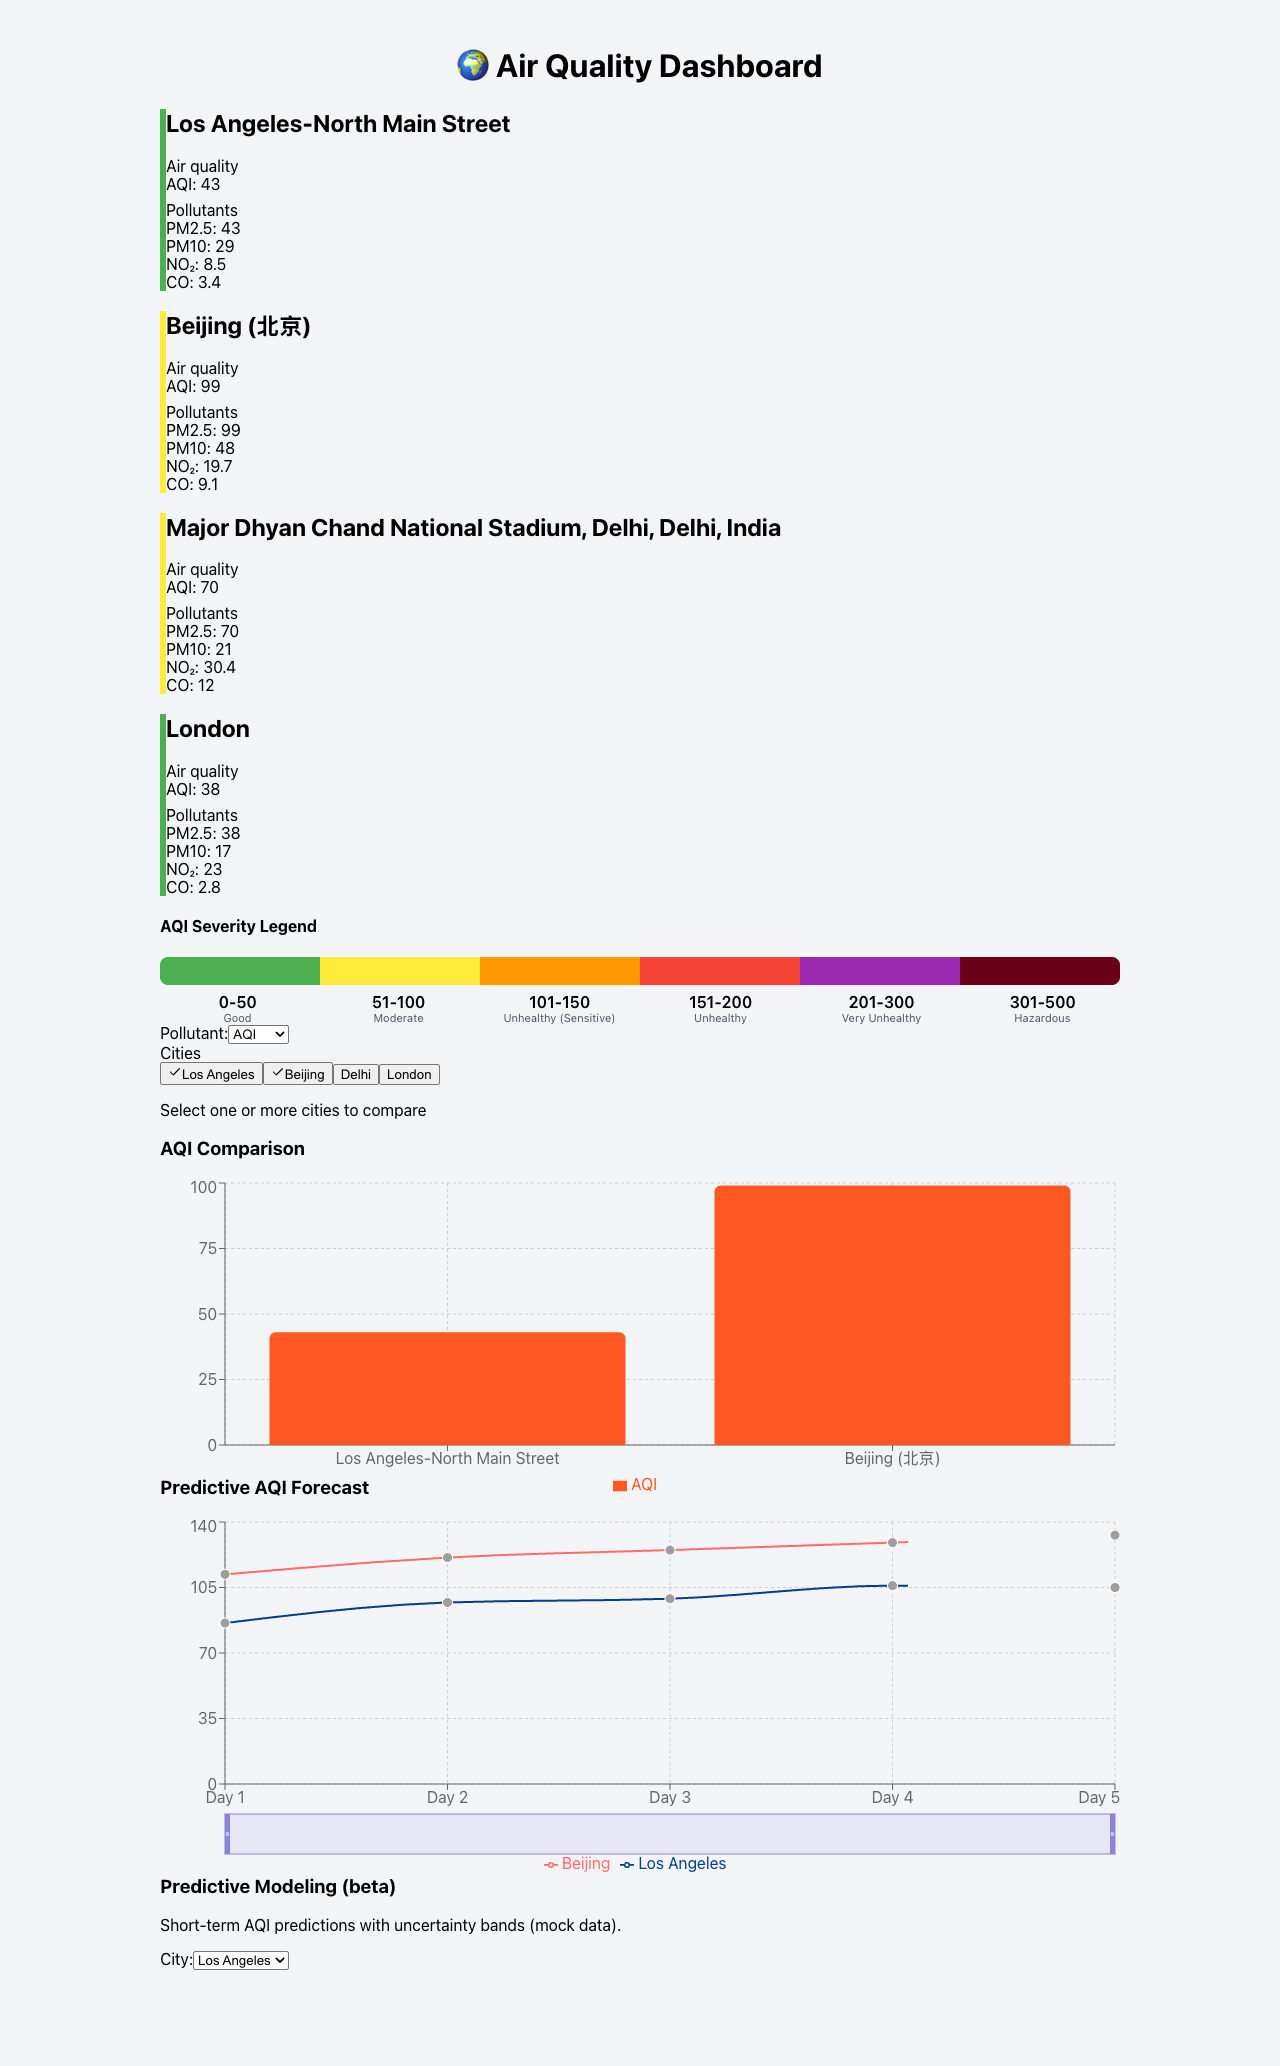 🌍 Air Quality Dashboard
Los Angeles-North Main Street
Air quality
AQI: 43
Pollutants
PM2.5: 43
PM10: 29
NO₂: 8.5
CO: 3.4
Beijing (北京)
Air quality
AQI: 99
Pollutants
PM2.5: 99
PM10: 48
NO₂: 19.7
CO: 9.1
Major Dhyan Chand National Stadium, Delhi, Delhi, India
Air quality
AQI: 70
Pollutants
PM2.5: 70
PM10: 21
NO₂: 30.4
CO: 12
London
Air quality
AQI: 38
Pollutants
PM2.5: 38
PM10: 17
NO₂: 23
CO: 2.8
AQI Severity Legend
0-50 51-100 101-150 151-200 201-300 301-500
Good Moderate Unhealthy (Sensitive) Unhealthy Very Unhealthy Hazardous
Pollutant: AQI
Cities
✓Los Angeles ✓Beijing Delhi London
Select one or more cities to compare
AQI Comparison
100
75
50
25
0
Los Angeles-North Main Street Beijing (北京)
AQI
Predictive AQI Forecast
140
105
70
35
0
Day 1 Day 2 Day 3 Day 4 Day 5
Beijing Los Angeles
Predictive Modeling (beta)
Short-term AQI predictions with uncertainty bands (mock data).
City: Los Angeles